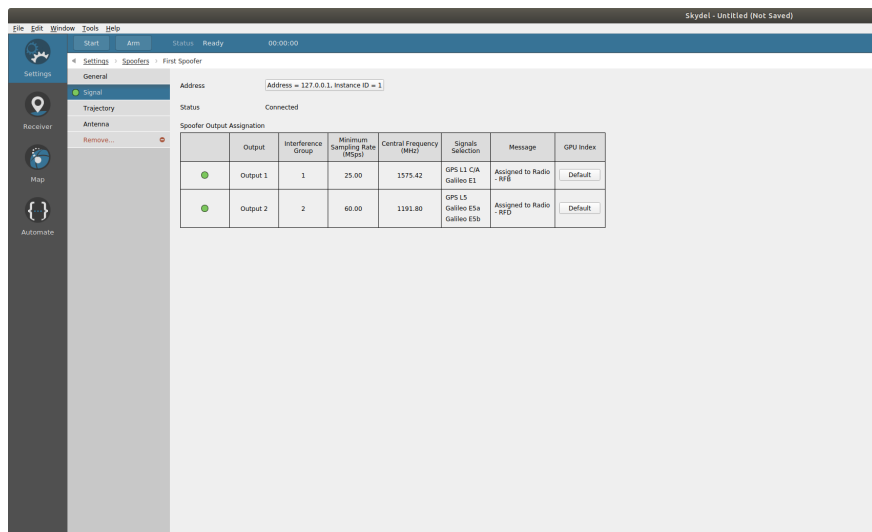 Skydel - Untitled (Not Saved)
File Edit Window Tools Help
Start Arm Status Ready 00:00:00
Settings > Spoofers > First Spoofer
Settings
Receiver
Map
Automate
General
Signal
Trajectory
Antenna
Remove...
Address Address = 127.0.0.1, Instance ID = 1
Status Connected
Spoofer Output Assignation
Output Interference Group Minimum Sampling Rate (MSps) Central Frequency (MHz) Signals Selection Message GPU Index
Output 1 1 25.00 1575.42 GPS L1 C/A Galileo E1 Assigned to Radio - RFB Default
Output 2 2 60.00 1191.80 GPS L5 Galileo E5a Galileo E5b Assigned to Radio - RFD Default